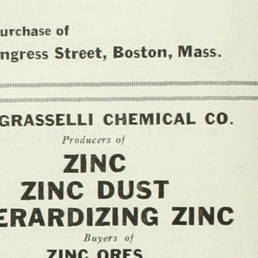 urchase of
ngress Street, Boston, Mass.
GRASSELLI CHEMICAL CO.
Producers of
ZINC
ZINC DUST
ERARDIZING ZINC
Buyers of
ZINC ORES